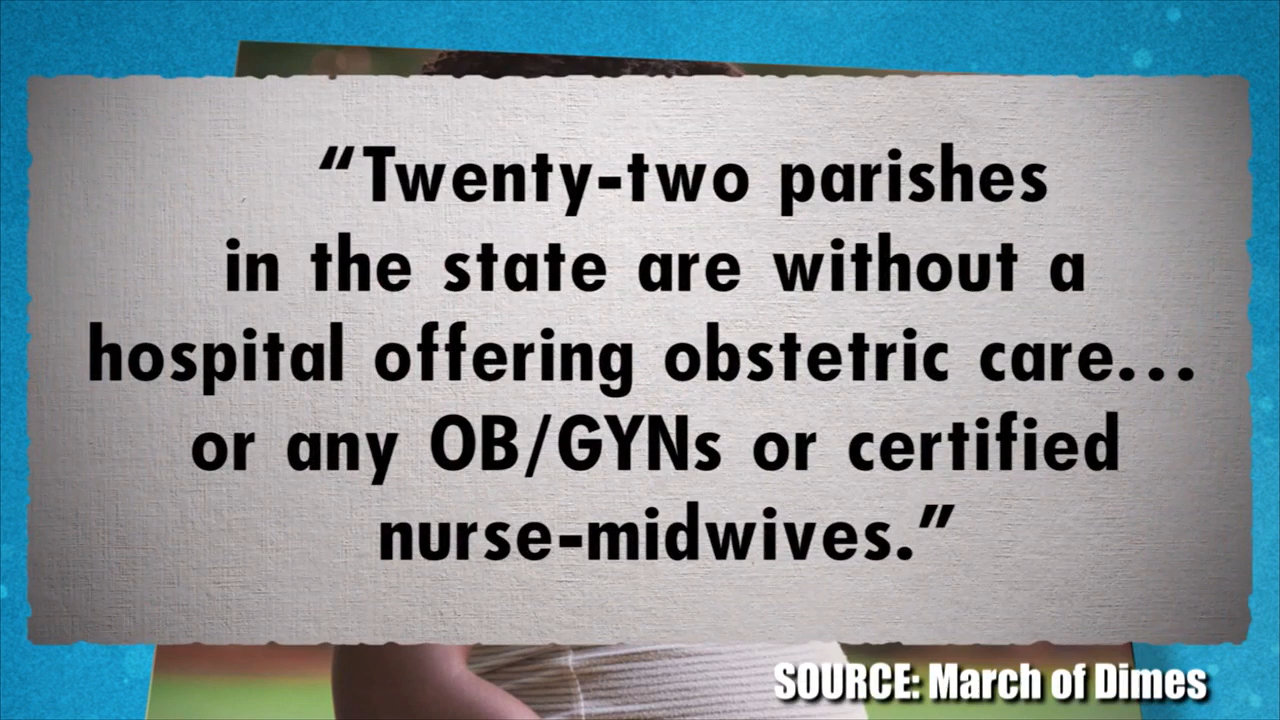 “Twenty-two parishes
in the state are without a
hospital offering obstetric care...
or any OB/GYNs or certified
nurse-midwives.”
SOURCE: March of Dimes